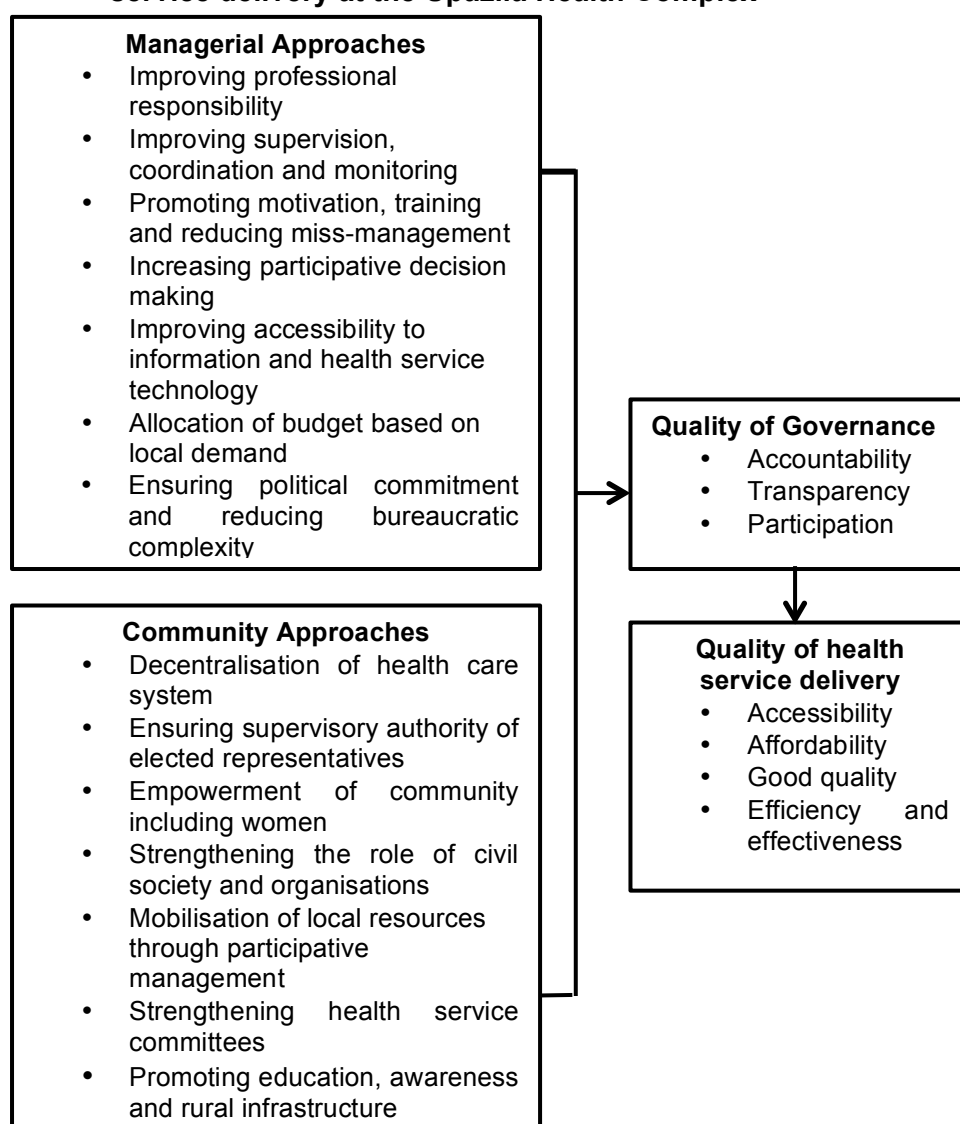 service delivery at the Upazila Health Complex
Managerial Approaches
• Improving professional
responsibility
• Improving supervision,
coordination and monitoring
• Promoting motivation, training
and reducing miss-management
• Increasing participative decision
making
• Improving accessibility to
information and health service
technology
• Allocation of budget based on
local demand
• Ensuring political commitment
and reducing bureaucratic
complexity
Community Approaches
• Decentralisation of health care
system
• Ensuring supervisory authority of
elected representatives
• Empowerment of community
including women
• Strengthening the role of civil
society and organisations
• Mobilisation of local resources
through participative
management
• Strengthening health service
committees
• Promoting education, awareness
and rural infrastructure
Quality of Governance
• Accountability
• Transparency
• Participation
Quality of health
service delivery
• Accessibility
• Affordability
• Good quality
• Efficiency and
effectiveness